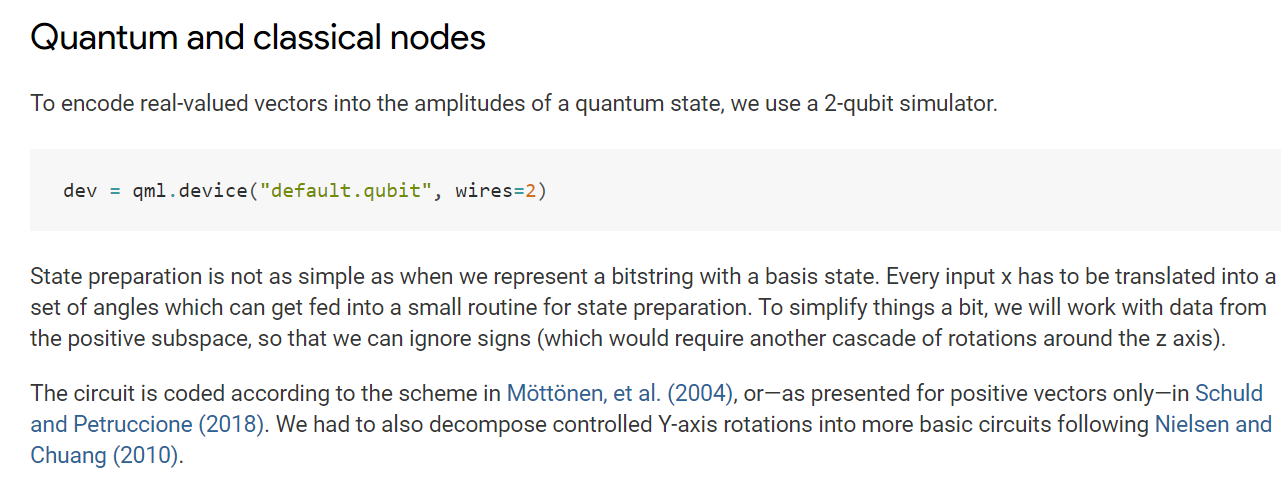 Quantum and classical nodes
To encode real-valued vectors into the amplitudes of a quantum state, we use a 2-qubit simulator.
dev = qml.device("default.qubit", wires=2)
State preparation is not as simple as when we represent a bitstring with a basis state. Every input x has to be translated into a
set of angles which can get fed into a small routine for state preparation. To simplify things a bit, we will work with data from
the positive subspace, so that we can ignore signs (which would require another cascade of rotations around the z axis).
The circuit is coded according to the scheme in Möttönen, et al. (2004), or—as presented for positive vectors only—in Schuld
and Petruccione (2018). We had to also decompose controlled Y-axis rotations into more basic circuits following Nielsen and
Chuang (2010).